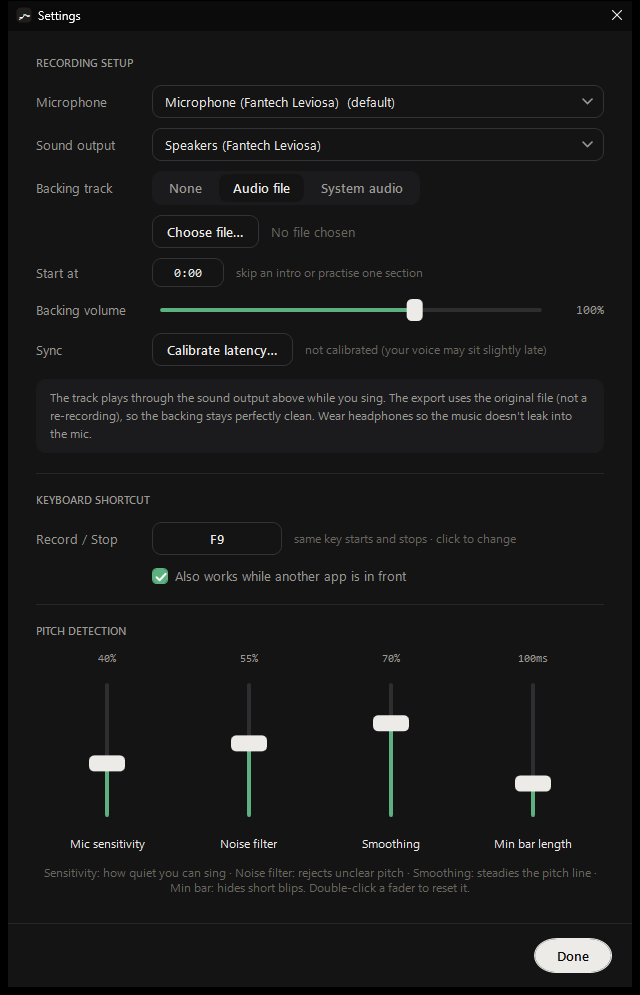 Settings
RECORDING SETUP
Microphone
Microphone (Fantech Leviosa)  (default)
Sound output
Speakers (Fantech Leviosa)
Backing track
None
Audio file
System audio
Choose file...
No file chosen
Start at
0:00
skip an intro or practise one section
Backing volume
100%
Sync
Calibrate latency...
not calibrated (your voice may sit slightly late)
The track plays through the sound output above while you sing. The export uses the original file (not a
re-recording), so the backing stays perfectly clean. Wear headphones so the music doesn't leak into
the mic.
KEYBOARD SHORTCUT
Record / Stop
F9
same key starts and stops · click to change
Also works while another app is in front
PITCH DETECTION
40%
55%
70%
100ms
Mic sensitivity
Noise filter
Smoothing
Min bar length
Sensitivity: how quiet you can sing · Noise filter: rejects unclear pitch · Smoothing: steadies the pitch line ·
Min bar: hides short blips. Double-click a fader to reset it.
Done